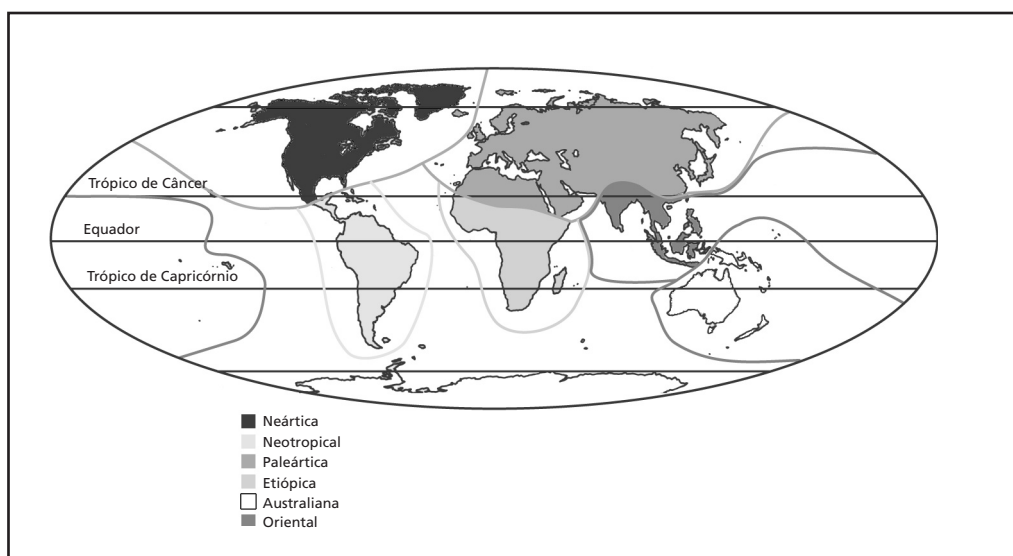 Trópico de Câncer
Equador
Trópico de Capricórnio
Neártica
Neotropical
Paleártica
Etiópica
Australiana
Oriental